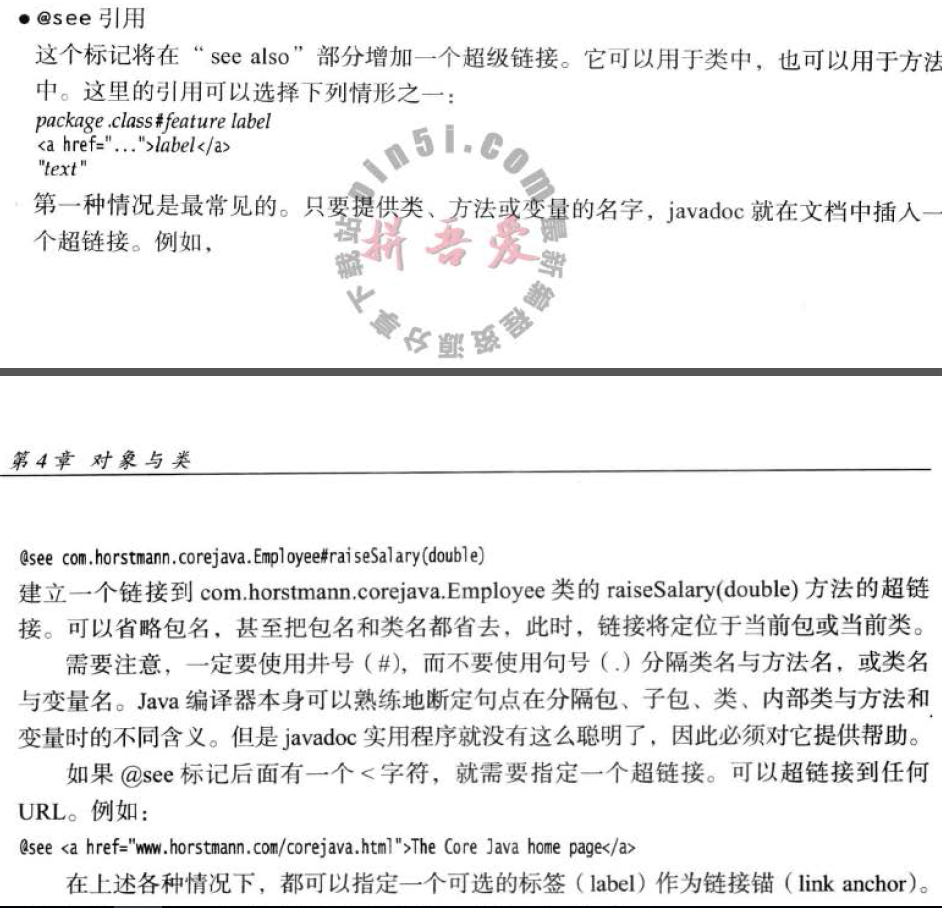 ● @see 引用
这个标记将在“see also”部分增加一个超级链接。它可以用于类中，也可以用于方法
中。这里的引用可以选择下列情形之一：
package.class#feature label
<a href="...">label</a>
"text"
第一种情况是最常见的。只要提供类、方法或变量的名字，javadoc 就在文档中插入一
个超链接。例如，
pin5i.com
拼吾爱
最新编程资源分享下载站
第4章 对象与类
@see com.horstmann.corejava.Employee#raiseSalary(double)
建立一个链接到 com.horstmann.corejava.Employee 类的 raiseSalary(double) 方法的超链
接。可以省略包名，甚至把包名和类名都省去，此时，链接将定位于当前包或当前类。
需要注意，一定要使用井号（#），而不要使用句号（.）分隔类名与方法名，或类名
与变量名。Java 编译器本身可以熟练地断定句点在分隔包、子包、类、内部类与方法和
变量时的不同含义。但是 javadoc 实用程序就没有这么聪明了，因此必须对它提供帮助。
如果 @see 标记后面有一个 < 字符，就需要指定一个超链接。可以超链接到任何
URL。例如：
@see <a href="www.horstmann.com/corejava.html">The Core Java home page</a>
在上述各种情况下，都可以指定一个可选的标签（label）作为链接锚（link anchor）。